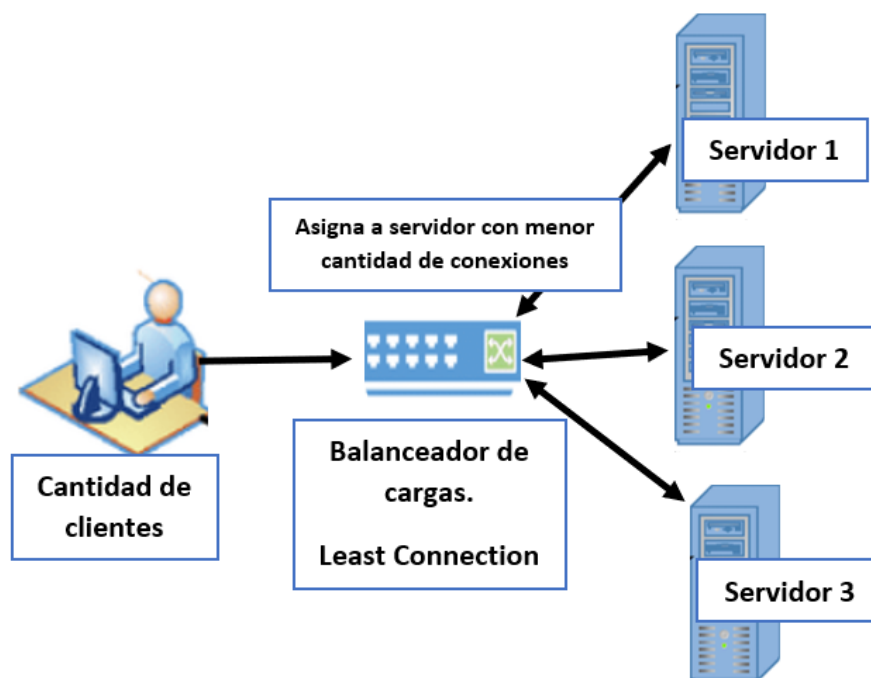 Servidor 1
Asigna a servidor con menor
cantidad de conexiones
Servidor 2
Cantidad de
clientes
Balanceador de
cargas.
Least Connection
Servidor 3